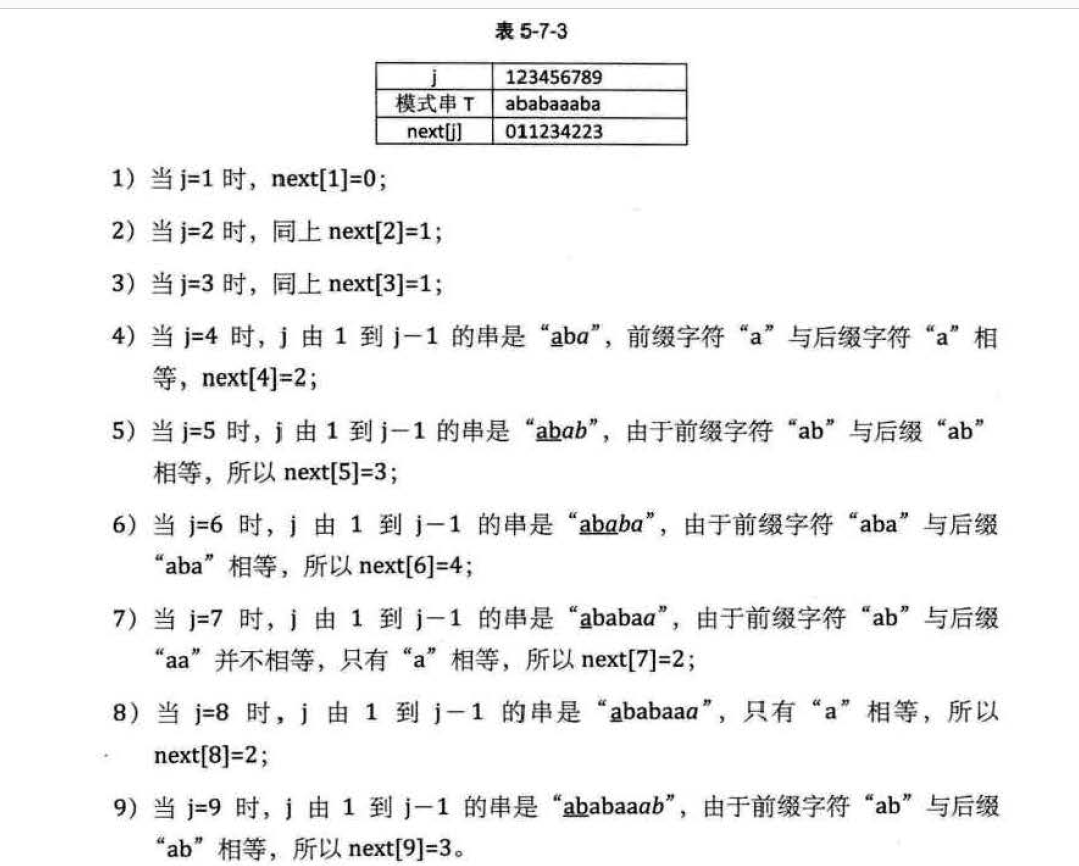 表 5-7-3
j 123456789
模式串 T ababaaaba
next[j] 011234223
1）当 j=1 时，next[1]=0；
2）当 j=2 时，同上 next[2]=1；
3）当 j=3 时，同上 next[3]=1；
4）当 j=4 时，j 由 1 到 j－1 的串是“aba”，前缀字符“a”与后缀字符“a”相
等，next[4]=2；
5）当 j=5 时，j 由 1 到 j－1 的串是“abab”，由于前缀字符“ab”与后缀“ab”
相等，所以 next[5]=3；
6）当 j=6 时，j 由 1 到 j－1 的串是“ababa”，由于前缀字符“aba”与后缀
“aba”相等，所以 next[6]=4；
7）当 j=7 时，j 由 1 到 j－1 的串是“ababaa”，由于前缀字符“ab”与后缀
“aa”并不相等，只有“a”相等，所以 next[7]=2；
8）当 j=8 时，j 由 1 到 j－1 的串是“ababaaa”，只有“a”相等，所以
next[8]=2；
9）当 j=9 时，j 由 1 到 j－1 的串是“ababaaab”，由于前缀字符“ab”与后缀
“ab”相等，所以 next[9]=3。